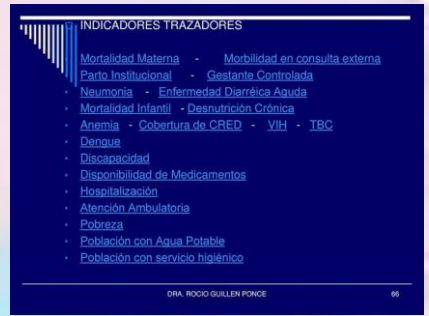 INDICADORES TRAZADORES
Mortalidad Materna - Morbilidad en consulta externa
Parto Institucional - Gestante Controlada
Neumonia - Enfermedad Diarréica Aguda
Mortalidad Infantil - Desnutrición Crónica
Anemia - Cobertura de CRED - VIH - TBC
Dengue
Discapacidad
Disponibilidad de Medicamentos
Hospitalización
Atención Ambulatoria
Pobreza
Población con Agua Potable
Población con servicio higiénico
DRA. ROCIO GUILLEN PONCE 66